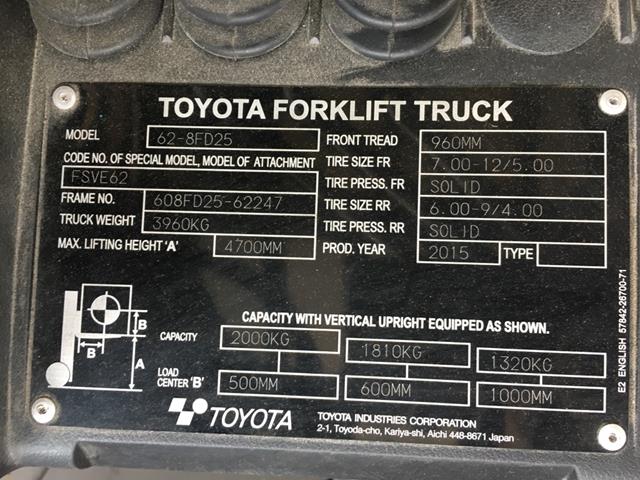 TOYOTA FORKLIFT TRUCK
MODEL 62-8FD25 FRONT TREAD 960MM
CODE NO. OF SPECIAL MODEL, MODEL OF ATTACHMENT TIRE SIZE FR 7.00-12/5.00
FSVE62 TIRE PRESS. FR SOLID
FRAME NO. 608FD25-62247 TIRE SIZE RR 6.00-9/4.00
TRUCK WEIGHT 3960KG TIRE PRESS. RR SOLID
MAX. LIFTING HEIGHT 'A' 4700MM PROD. YEAR 2015 TYPE
B
B
A
CAPACITY WITH VERTICAL UPRIGHT EQUIPPED AS SHOWN.
CAPACITY 2000KG 1810KG 1320KG
LOAD CENTER 'B' 500MM 600MM 1000MM
TOYOTA
TOYOTA INDUSTRIES CORPORATION
2-1, Toyoda-cho, Kariya-shi, Aichi 448-8671 Japan
E2 ENGLISH 57842-26700-71